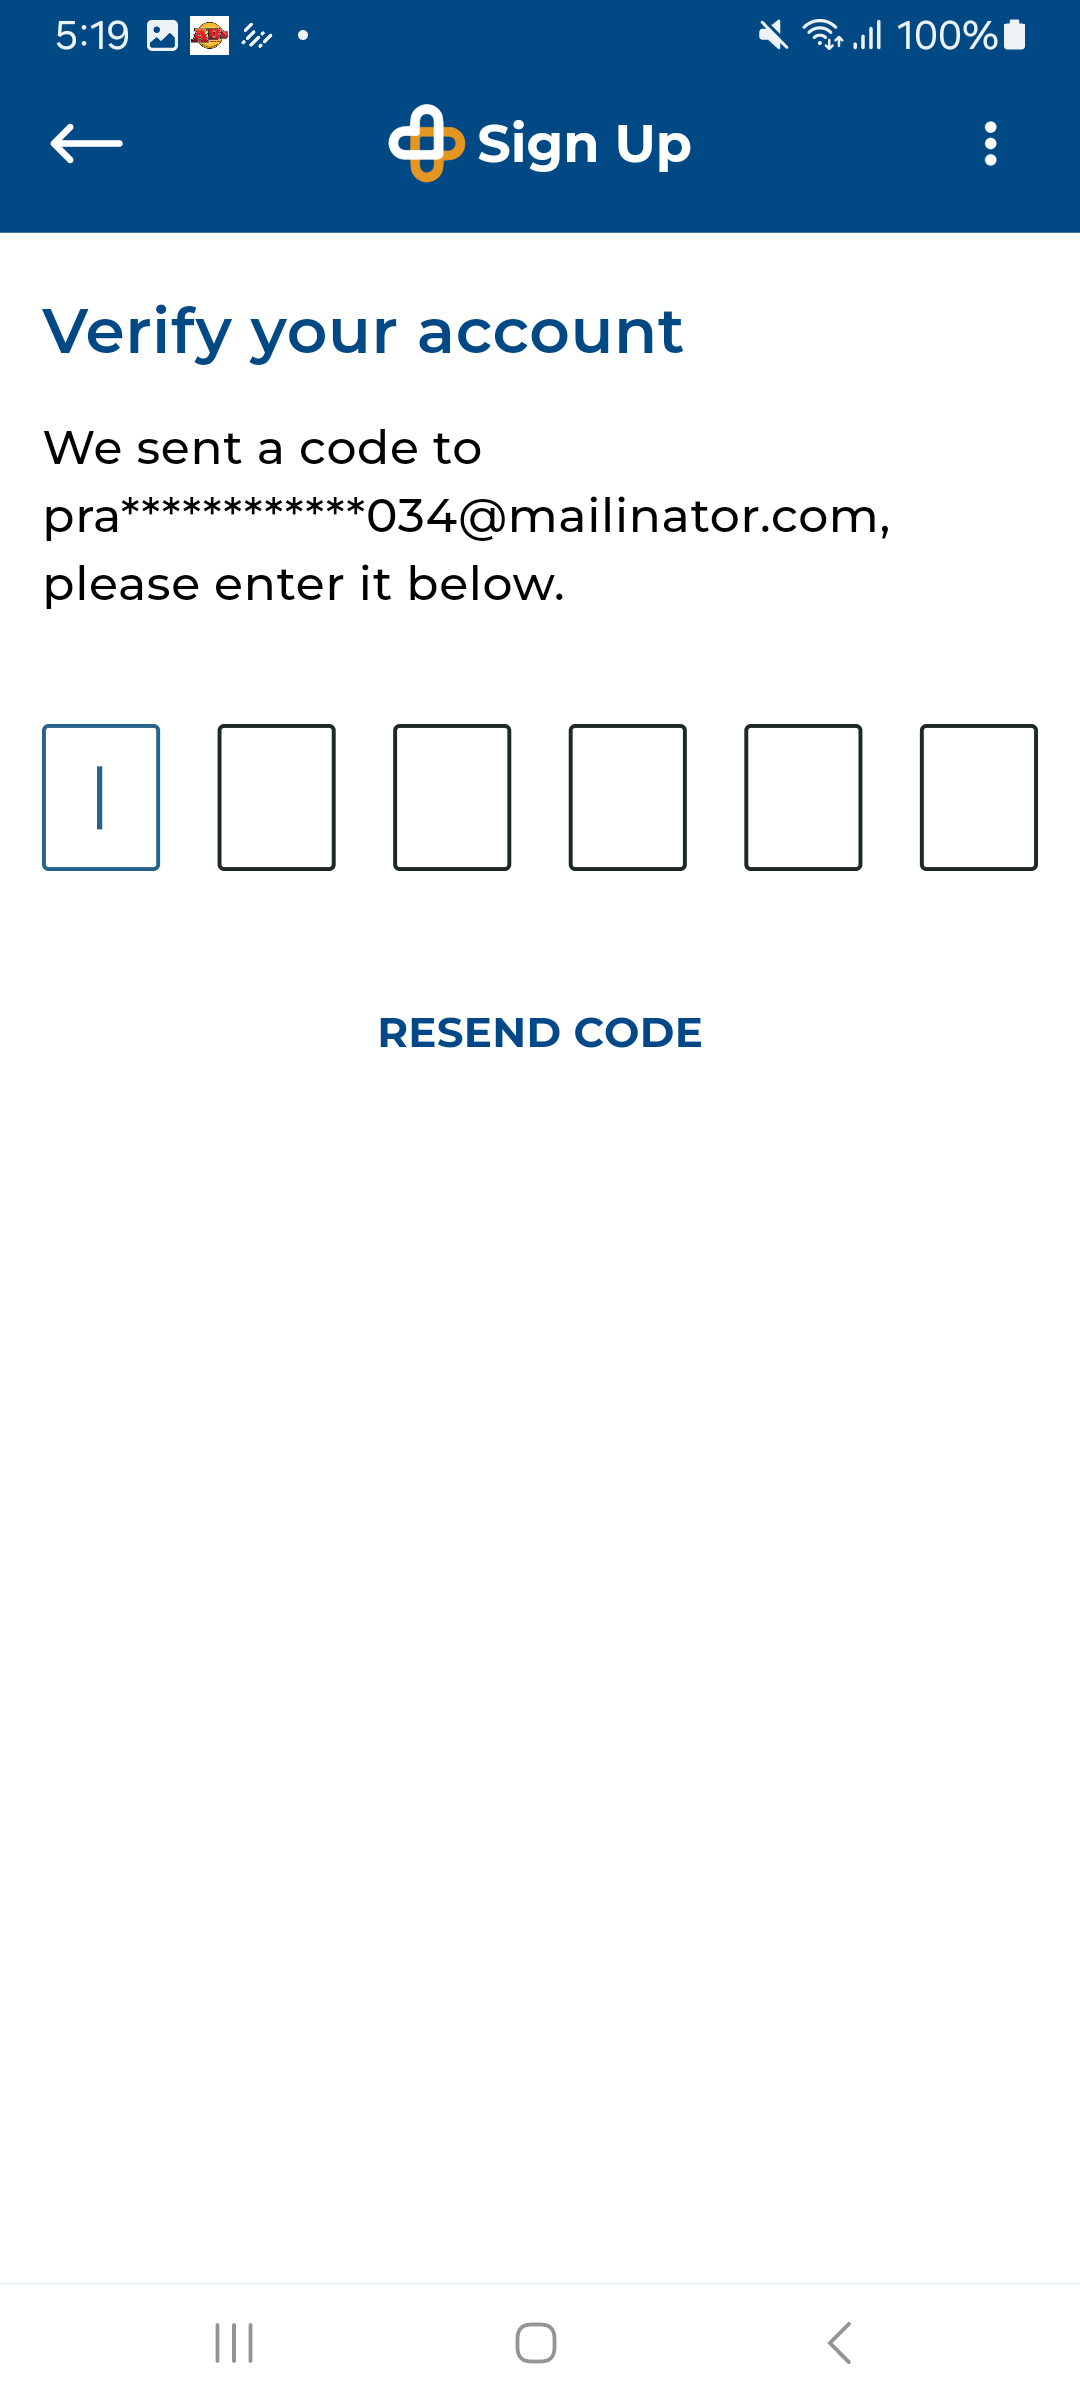 5:19 100%
Sign Up
Verify your account
We sent a code to
pra************034@mailinator.com,
please enter it below.
RESEND CODE